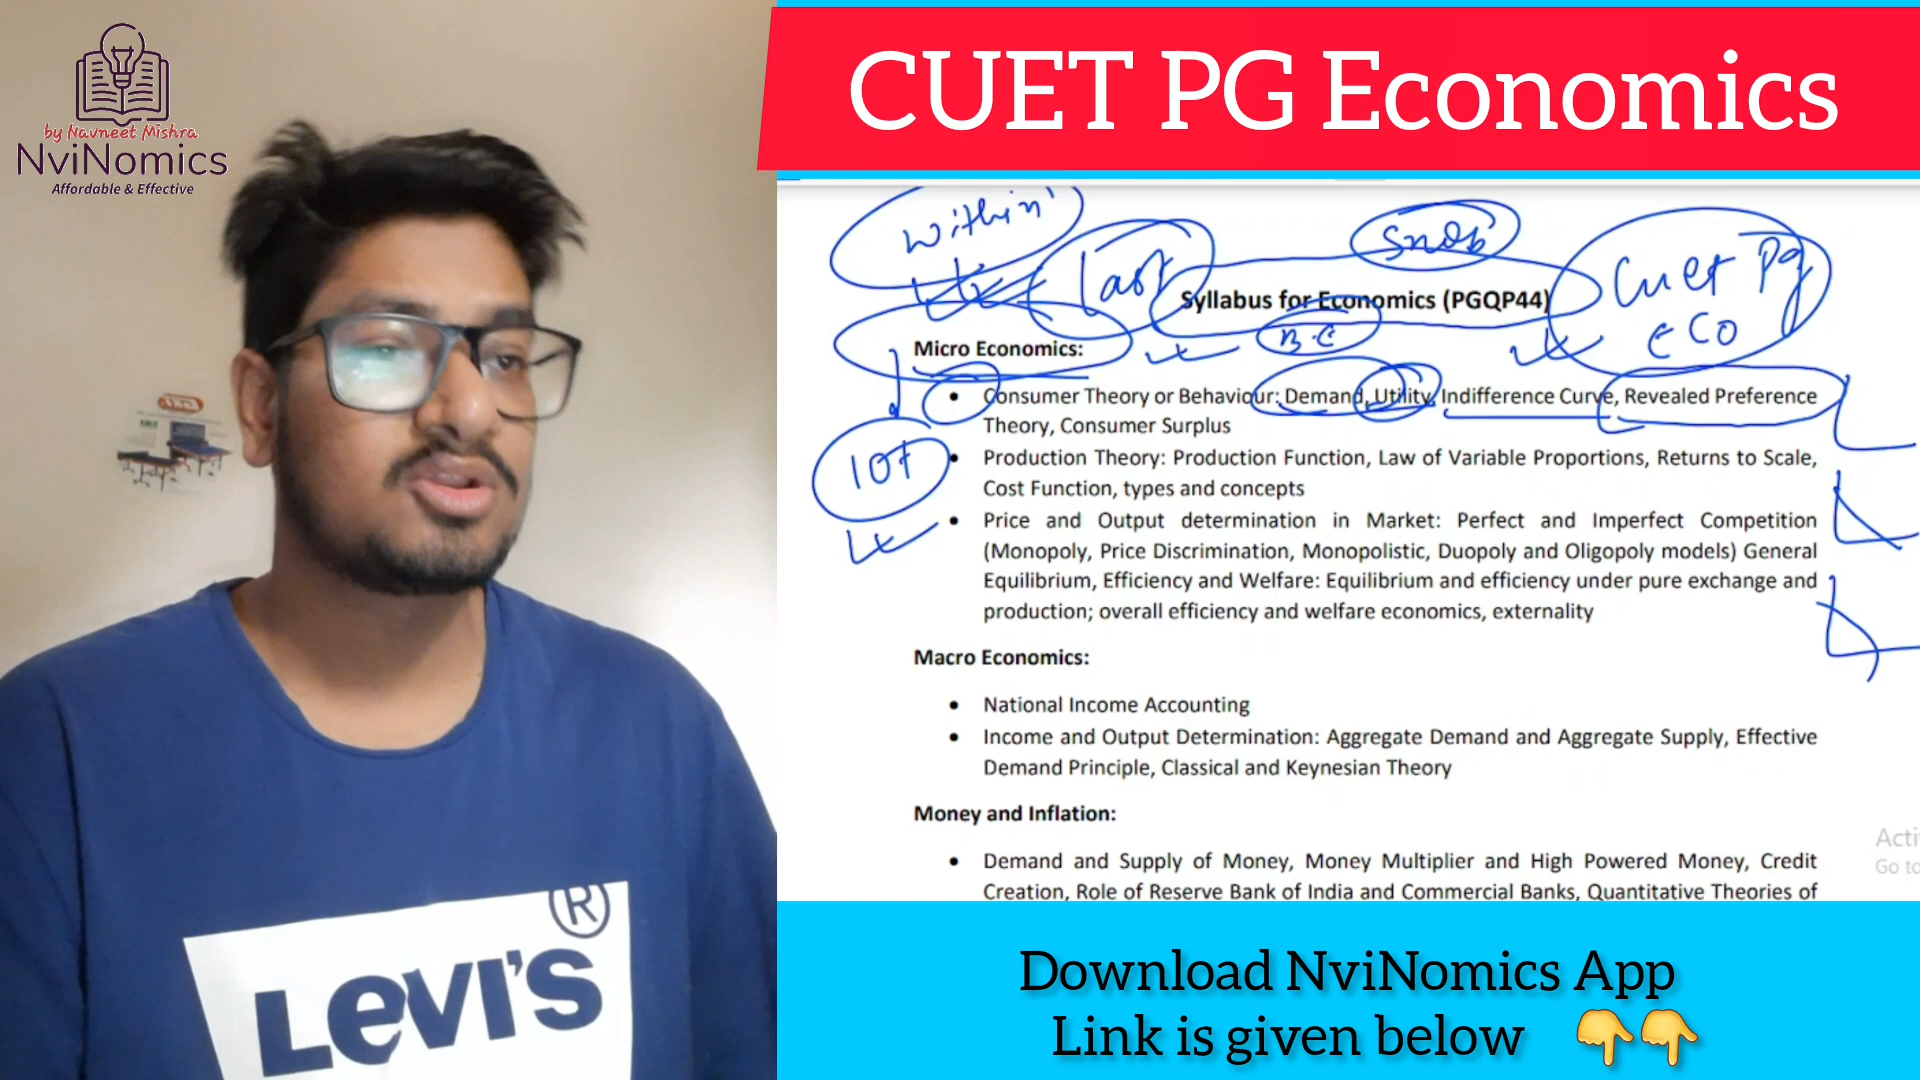 by Navneet Mishra
NviNomics
Affordable & Effective
CUET PG Economics
within
last
Snob
Cuet Pg
Eco
B.E
10+
Syllabus for Economics (PGQP44)
Micro Economics:
• Consumer Theory or Behaviour: Demand, Utility, Indifference Curve, Revealed Preference
Theory, Consumer Surplus
• Production Theory: Production Function, Law of Variable Proportions, Returns to Scale,
Cost Function, types and concepts
• Price and Output determination in Market: Perfect and Imperfect Competition
(Monopoly, Price Discrimination, Monopolistic, Duopoly and Oligopoly models) General
Equilibrium, Efficiency and Welfare: Equilibrium and efficiency under pure exchange and
production; overall efficiency and welfare economics, externality
Macro Economics:
• National Income Accounting
• Income and Output Determination: Aggregate Demand and Aggregate Supply, Effective
Demand Principle, Classical and Keynesian Theory
Money and Inflation:
• Demand and Supply of Money, Money Multiplier and High Powered Money, Credit
Creation, Role of Reserve Bank of India and Commercial Banks, Quantitative Theories of
Acti
Go to
LEVI'S
®
Download NviNomics App
Link is given below 👇👇